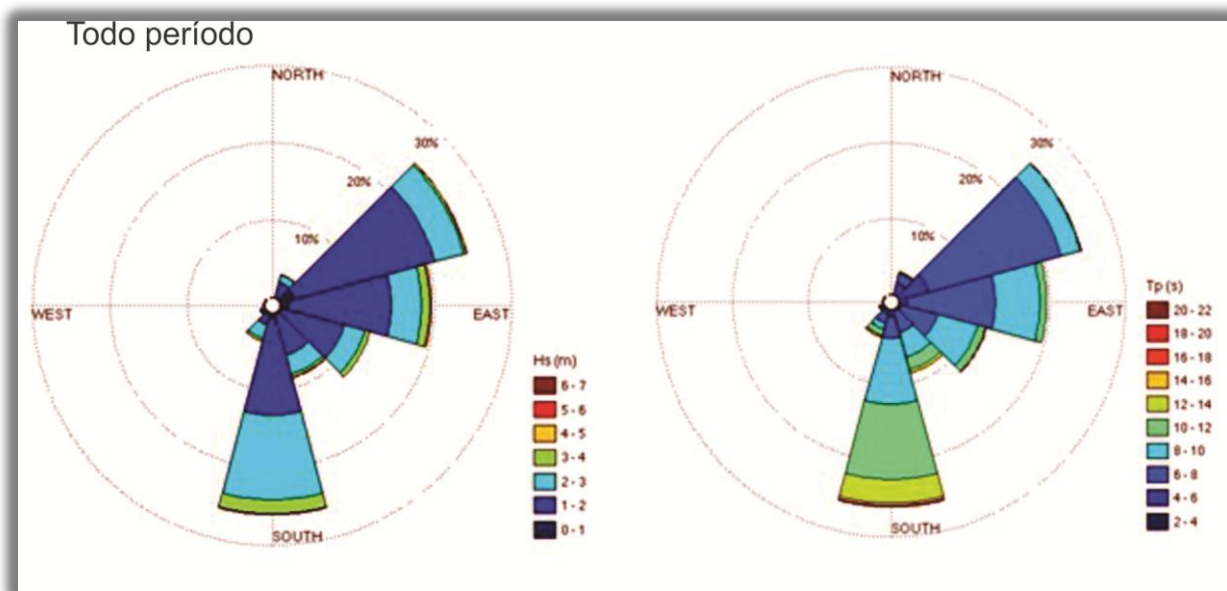 Todo período
NORTH
30%
20%
10%
WEST
EAST
SOUTH
Hs (m)
6 - 7
5 - 6
4 - 5
3 - 4
2 - 3
1 - 2
0 - 1
NORTH
30%
20%
10%
WEST
EAST
SOUTH
Tp (s)
20 - 22
18 - 20
16 - 18
14 - 16
12 - 14
10 - 12
8 - 10
6 - 8
4 - 6
2 - 4